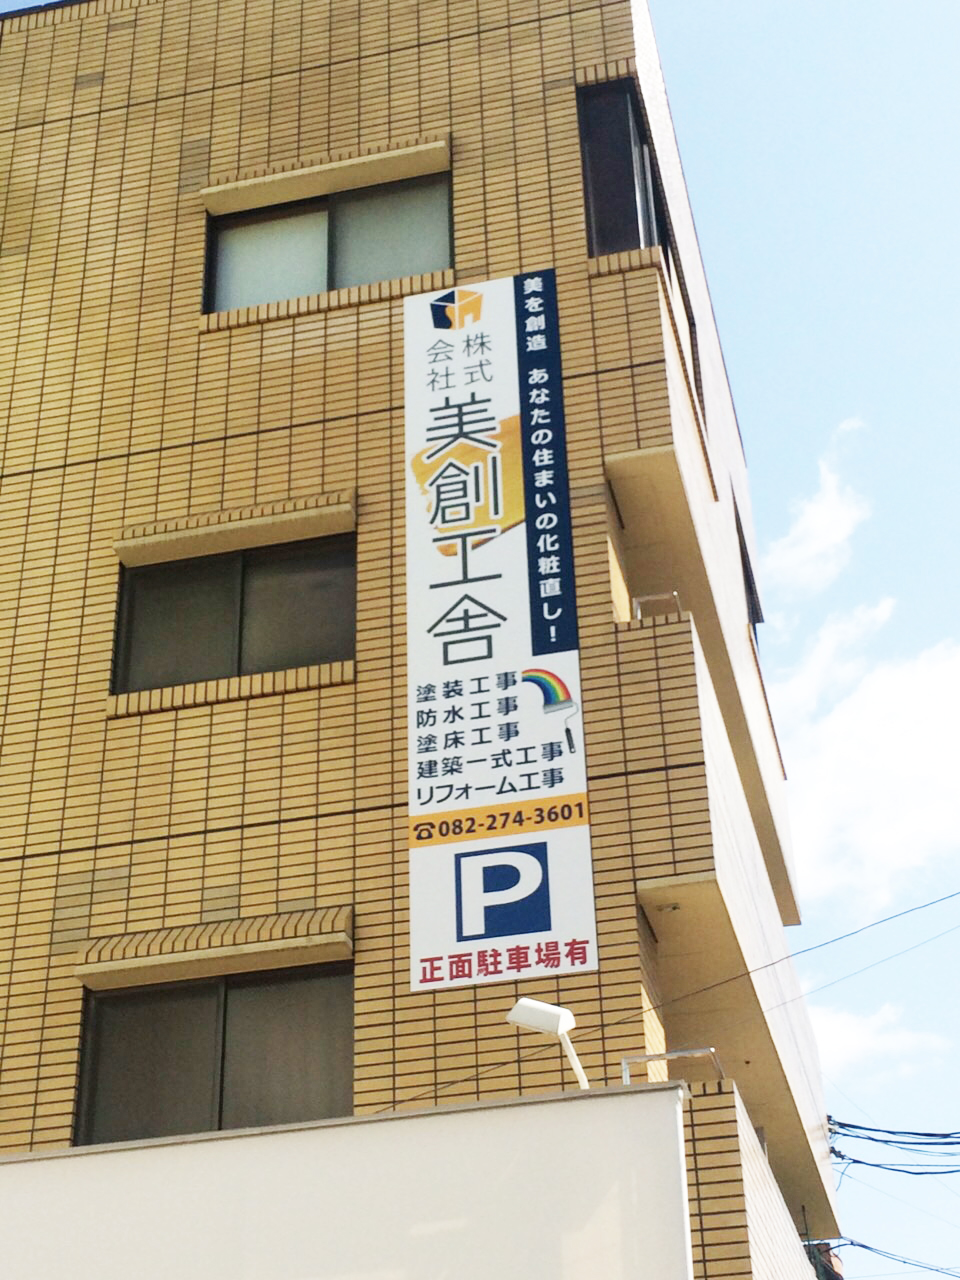 美を創造 あなたの住まいの化粧直し!
株式
会社
美創工舎
塗装工事
防水工事
塗床工事
建築一式工事
リフォーム工事
☎082-274-3601
P
正面駐車場有